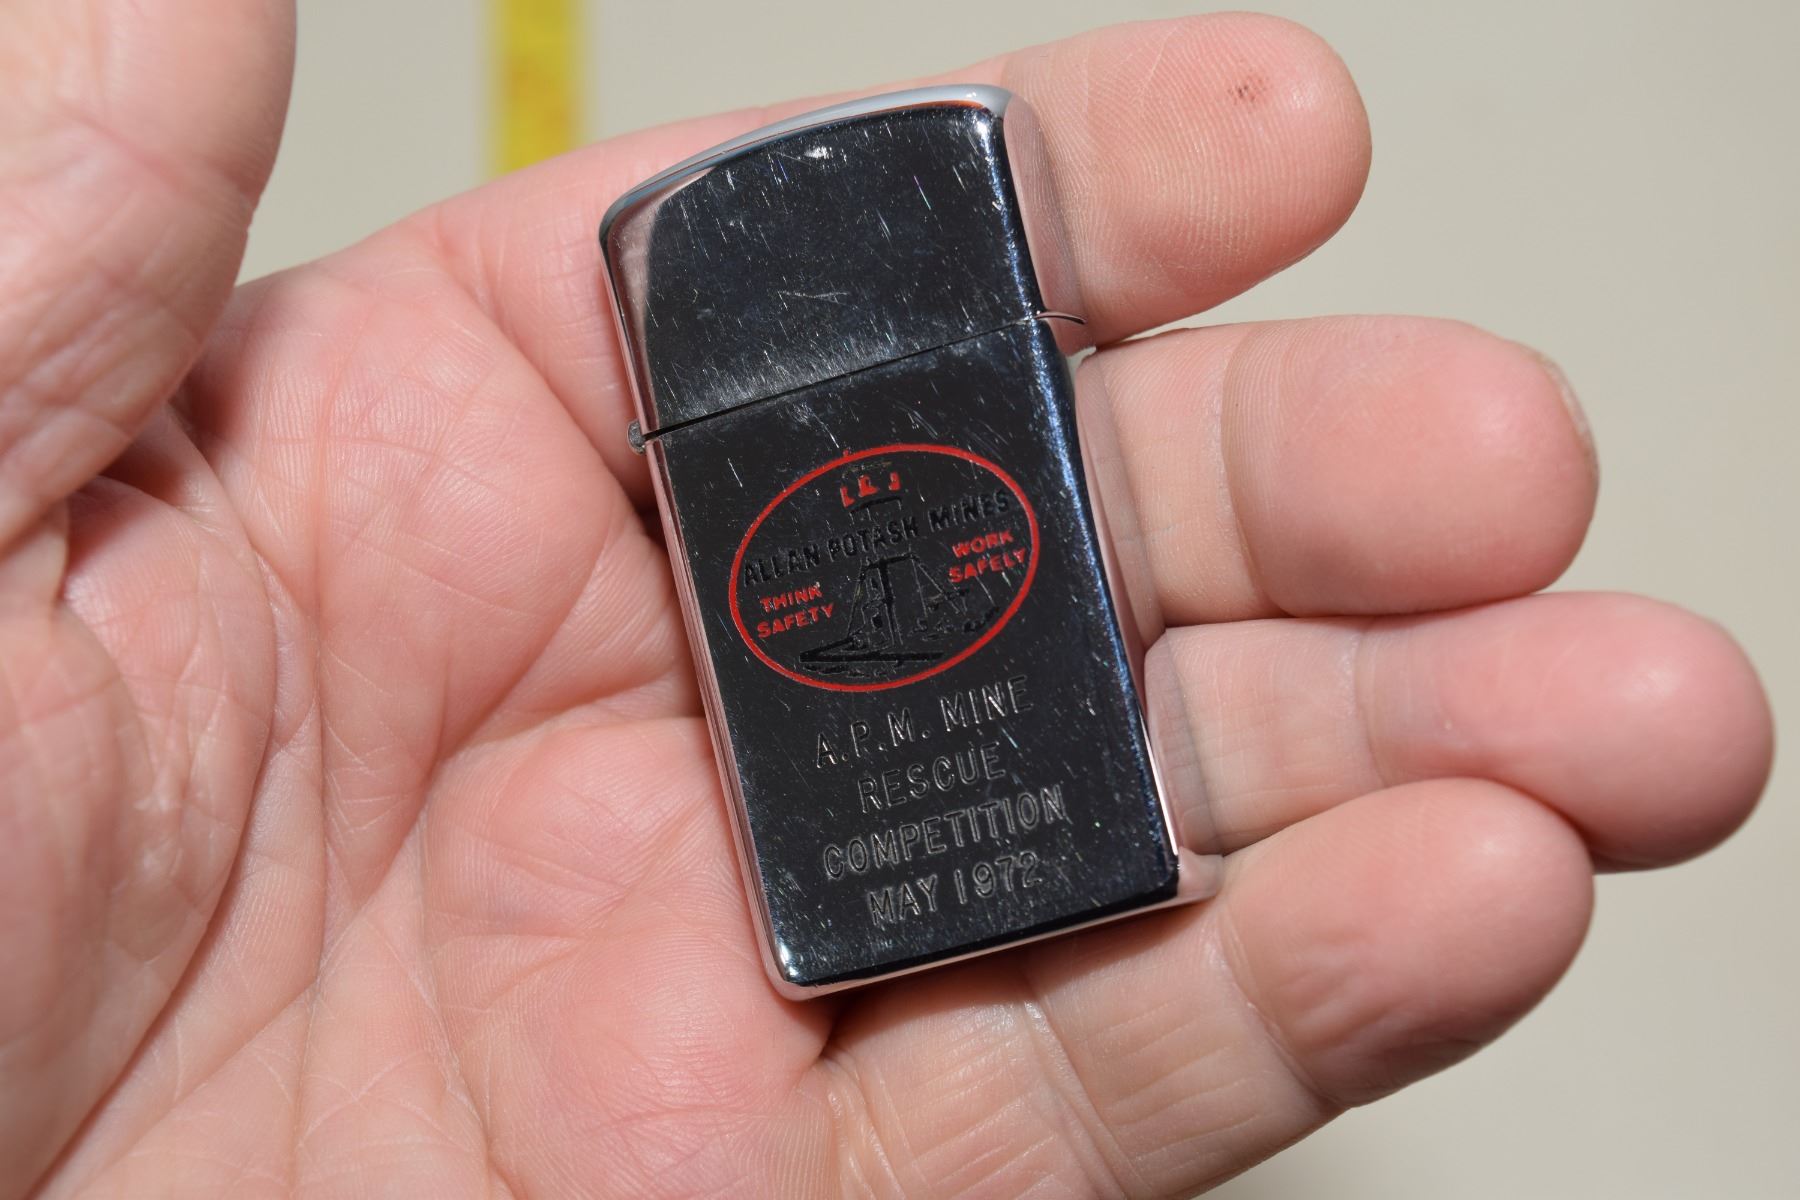 ALLAN POTASH MINES
THINK
SAFETY
WORK
SAFELY
A.P.M. MINE
RESCUE
COMPETITION
MAY 1972